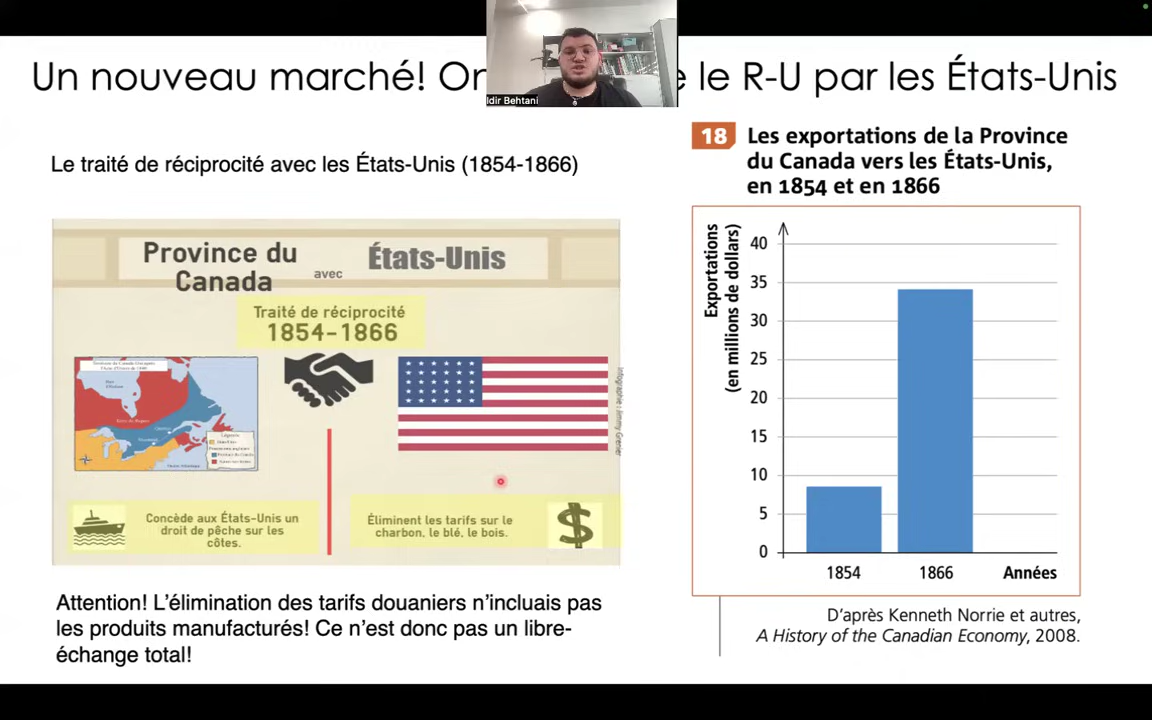 Un nouveau marché! On le R-U par les États-Unis
Idir Behtani
Le traité de réciprocité avec les États-Unis (1854-1866)
Province du
Canada
avec
États-Unis
Traité de réciprocité
1854-1866
Concède aux États-Unis un
droit de pêche sur les
côtes.
Éliminent les tarifs sur le
charbon, le blé, le bois.
Attention! L'élimination des tarifs douaniers n'incluais pas
les produits manufacturés! Ce n'est donc pas un libre-
échange total!
18
Les exportations de la Province
du Canada vers les États-Unis,
en 1854 et en 1866
Exportations
(en millions de dollars)
40
35
30
25
20
15
10
5
0
1854
1866
Années
D'après Kenneth Norrie et autres,
A History of the Canadian Economy, 2008.